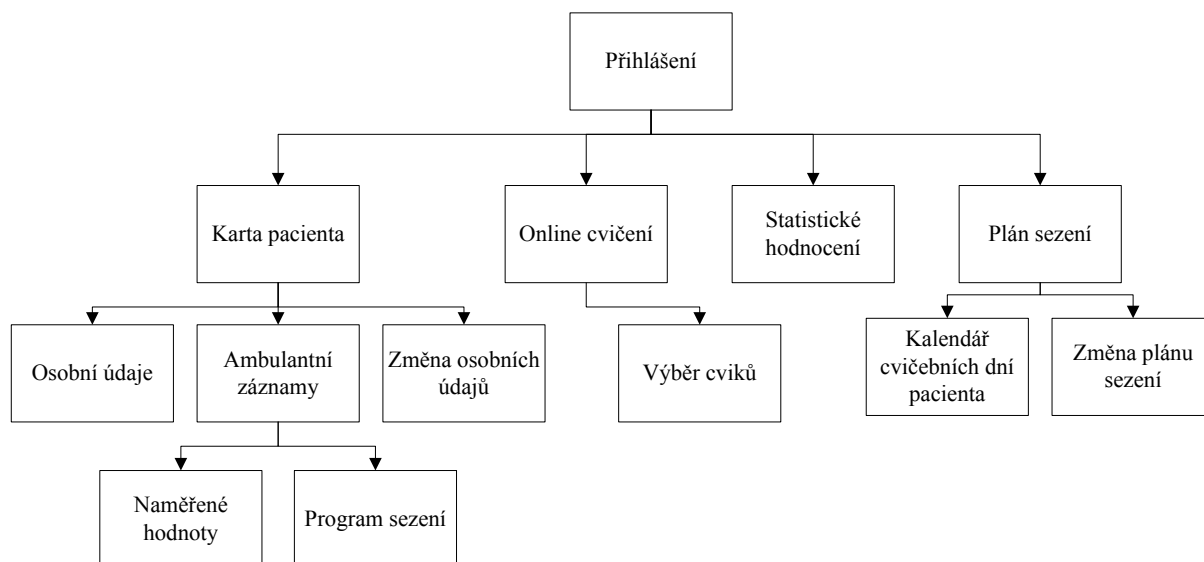 Přihlášení
Karta pacienta
Online cvičení
Statistické
hodnocení
Plán sezení
Osobní údaje
Ambulantní
záznamy
Změna osobních
údajů
Výběr cviků
Kalendář
cvičebních dní
pacienta
Změna plánu
sezení
Naměřené
hodnoty
Program sezení